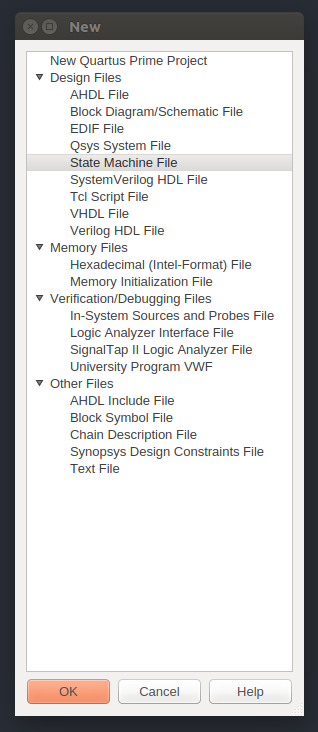 New
New Quartus Prime Project
Design Files
AHDL File
Block Diagram/Schematic File
EDIF File
Qsys System File
State Machine File
SystemVerilog HDL File
Tcl Script File
VHDL File
Verilog HDL File
Memory Files
Hexadecimal (Intel-Format) File
Memory Initialization File
Verification/Debugging Files
In-System Sources and Probes File
Logic Analyzer Interface File
SignalTap II Logic Analyzer File
University Program VWF
Other Files
AHDL Include File
Block Symbol File
Chain Description File
Synopsys Design Constraints File
Text File
OK Cancel Help